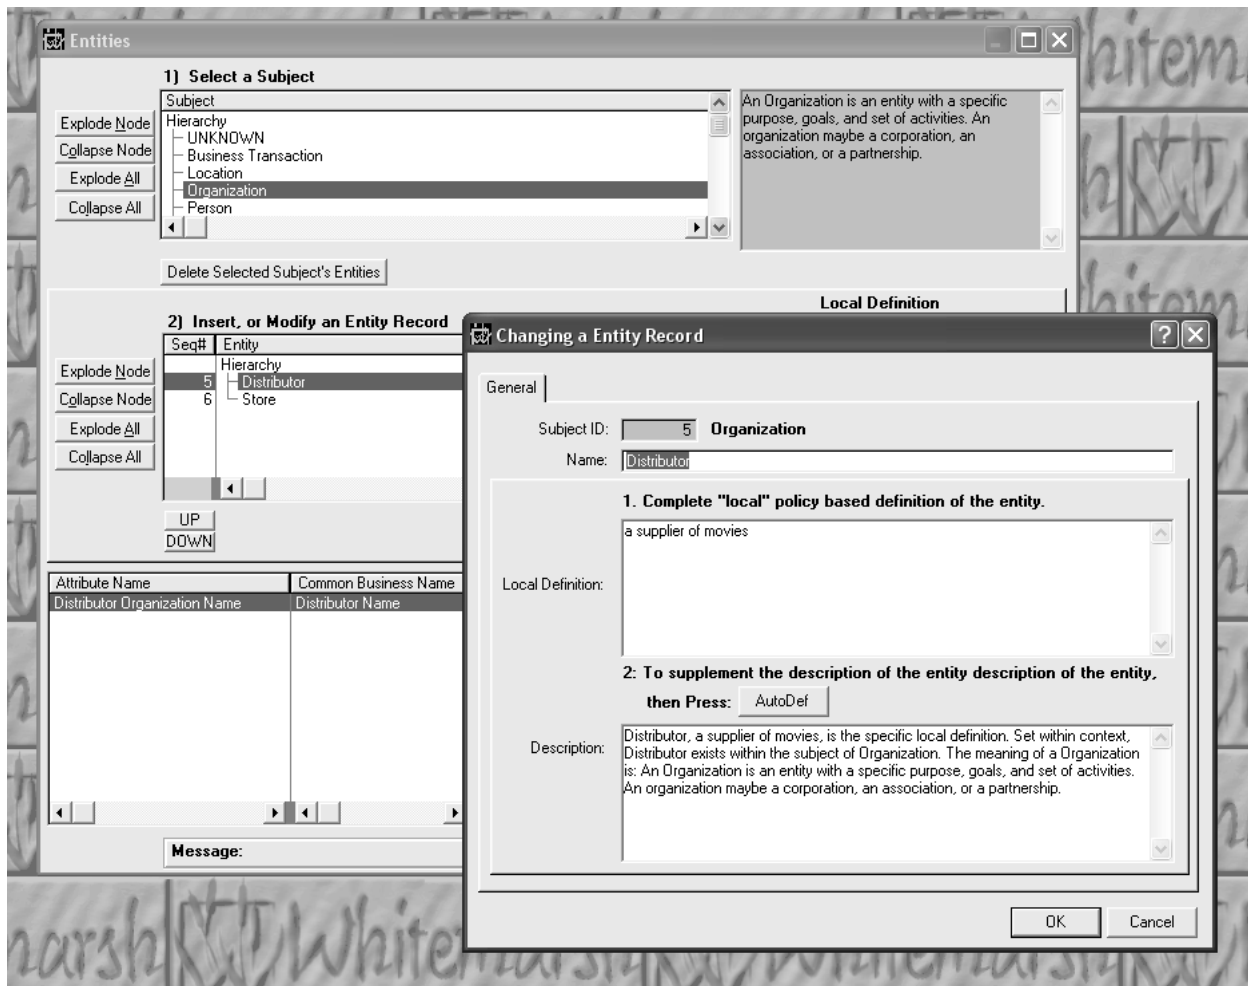 Entities
1) Select a Subject
Subject
Hierarchy
UNKNOWN
Business Transaction
Location
Organization
Person
Explode Node
Collapse Node
Explode All
Collapse All
An Organization is an entity with a specific
purpose, goals, and set of activities. An
organization maybe a corporation, an
association, or a partnership.
Delete Selected Subject's Entities
Local Definition
2) Insert, or Modify an Entity Record
Seq# Entity
Hierarchy
5 Distributor
6 Store
Explode Node
Collapse Node
Explode All
Collapse All
UP
DOWN
Attribute Name Common Business Name
Distributor Organization Name Distributor Name
Message:
Changing a Entity Record
General
Subject ID: 5 Organization
Name: Distributor
1. Complete "local" policy based definition of the entity.
Local Definition:
a supplier of movies
2: To supplement the description of the entity description of the entity,
then Press: AutoDef
Description:
Distributor, a supplier of movies, is the specific local definition. Set within context,
Distributor exists within the subject of Organization. The meaning of a Organization
is: An Organization is an entity with a specific purpose, goals, and set of activities.
An organization maybe a corporation, an association, or a partnership.
OK Cancel
Whitemarsh